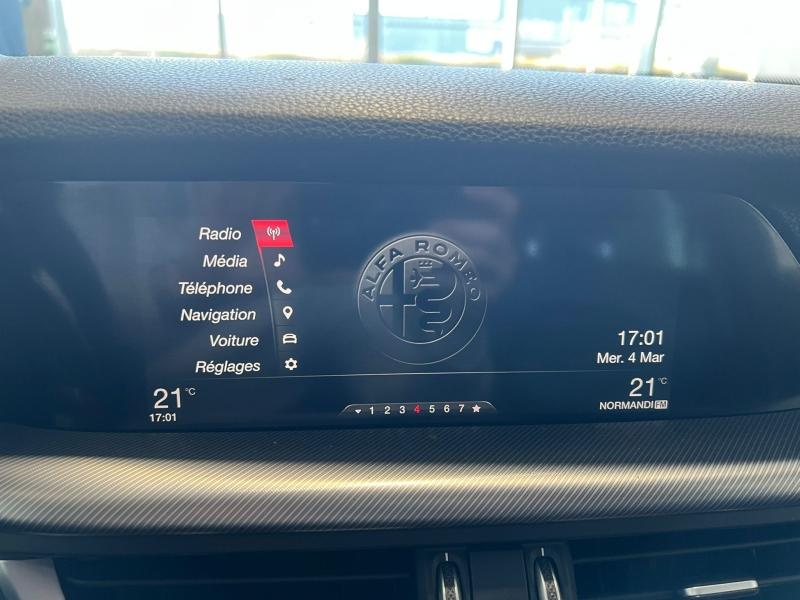 Radio
Média
Téléphone
Navigation
Voiture
Réglages
ALFA ROMEO
17:01
Mer. 4 Mar
21°C
17:01
1 2 3 4 5 6 7
21°C
NORMANDI FM